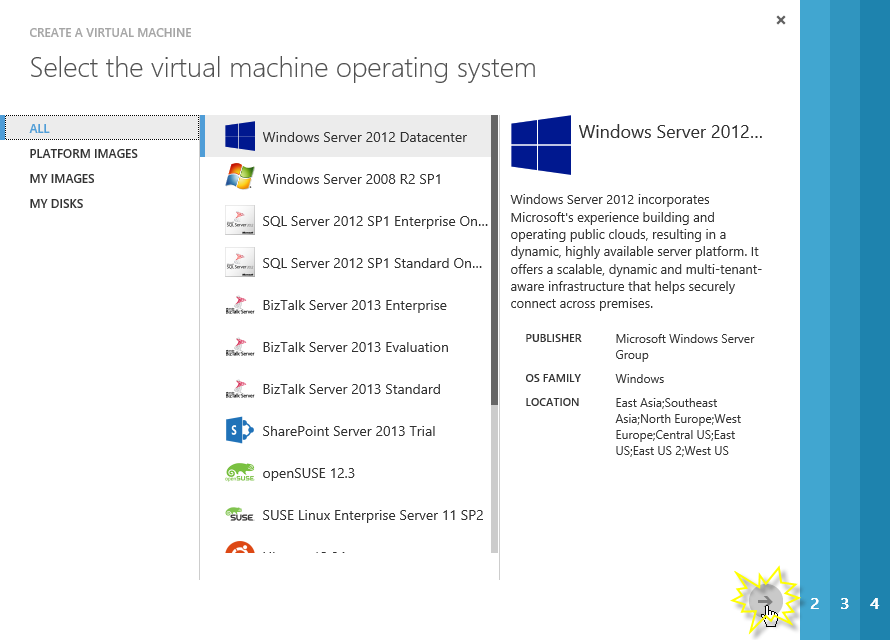 CREATE A VIRTUAL MACHINE
Select the virtual machine operating system
ALL
PLATFORM IMAGES
MY IMAGES
MY DISKS
Windows Server 2012 Datacenter
Windows Server 2008 R2 SP1
SQL Server 2012 SP1 Enterprise On...
SQL Server 2012 SP1 Standard On...
BizTalk Server 2013 Enterprise
BizTalk Server 2013 Evaluation
BizTalk Server 2013 Standard
SharePoint Server 2013 Trial
openSUSE 12.3
SUSE Linux Enterprise Server 11 SP2
Windows Server 2012...
Windows Server 2012 incorporates
Microsoft's experience building and
operating public clouds, resulting in a
dynamic, highly available server platform. It
offers a scalable, dynamic and multi-tenant-
aware infrastructure that helps securely
connect across premises.
PUBLISHER
Microsoft Windows Server
Group
OS FAMILY
Windows
LOCATION
East Asia;Southeast
Asia;North Europe;West
Europe;Central US;East
US;East US 2;West US
2 3 4